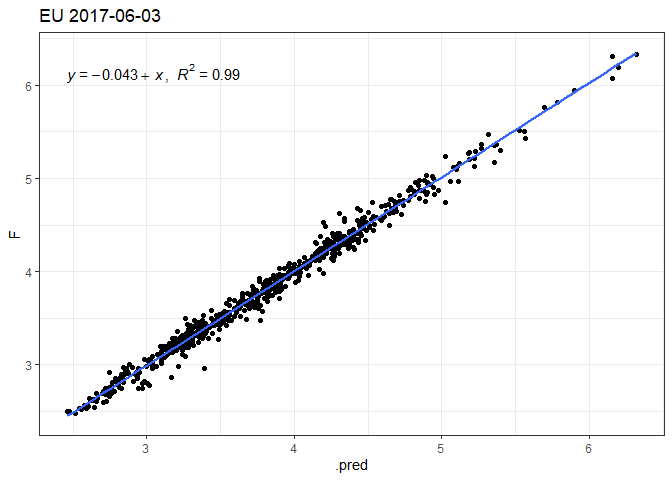 EU 2017-06-03
y = −0.043 + x, R² = 0.99
6
5
4
3
F
3 4 5 6
.pred